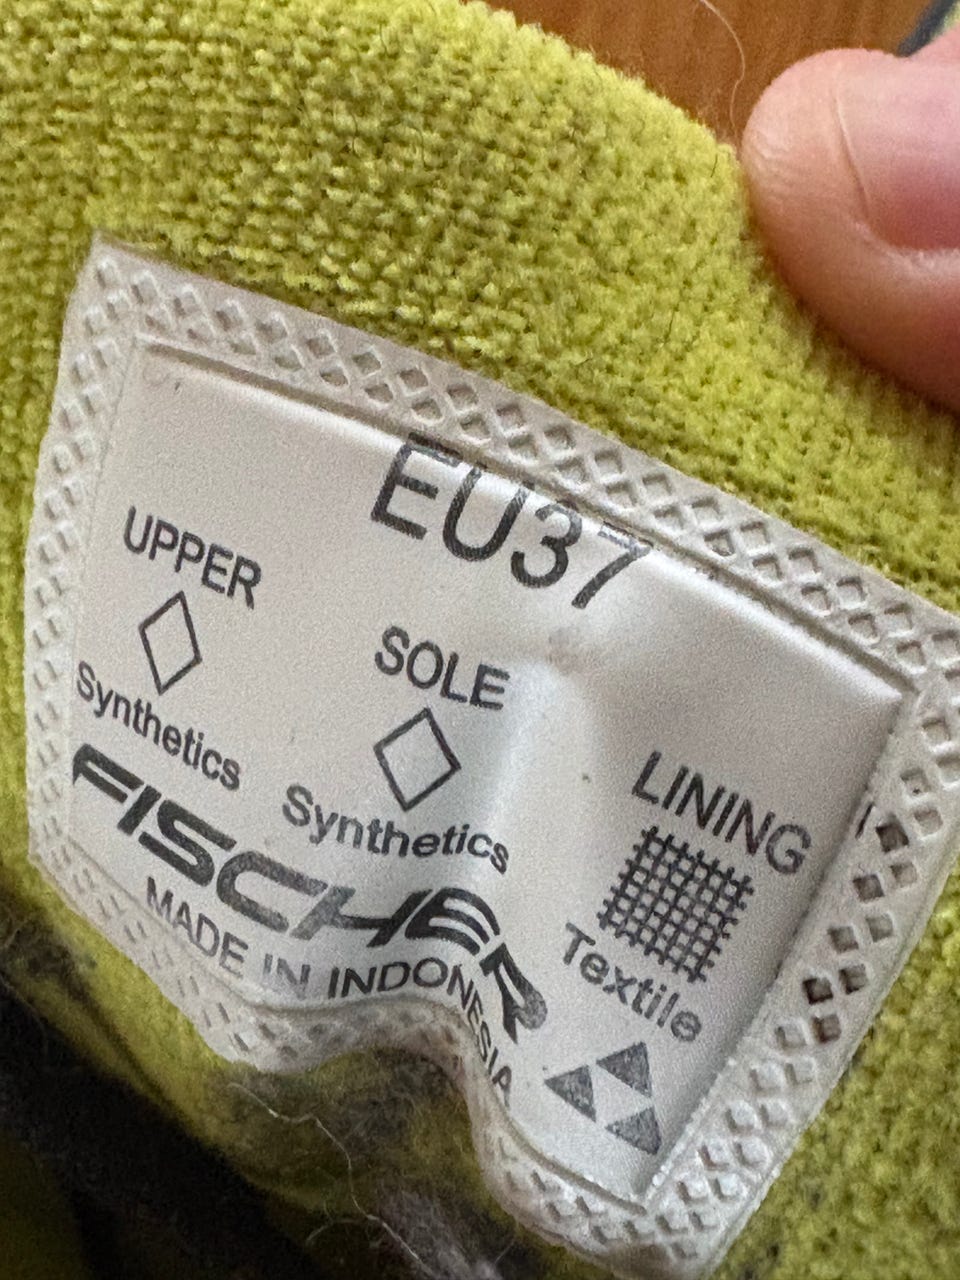 EU37
UPPER
Synthetics
SOLE
Synthetics
LINING
Textile
FISCHER
MADE IN INDONESIA